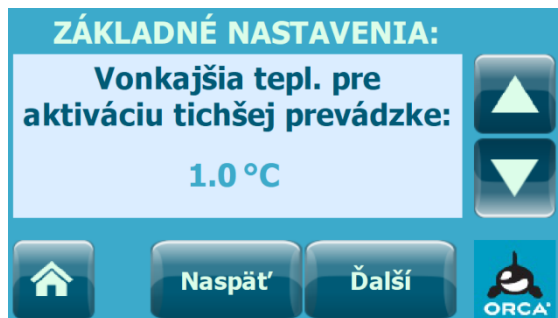 ZÁKLADNÉ NASTAVENIA:
Vonkajšia tepl. pre
aktiváciu tichšej prevádzke:
1.0 °C
Naspäť
Ďalší
ORCA